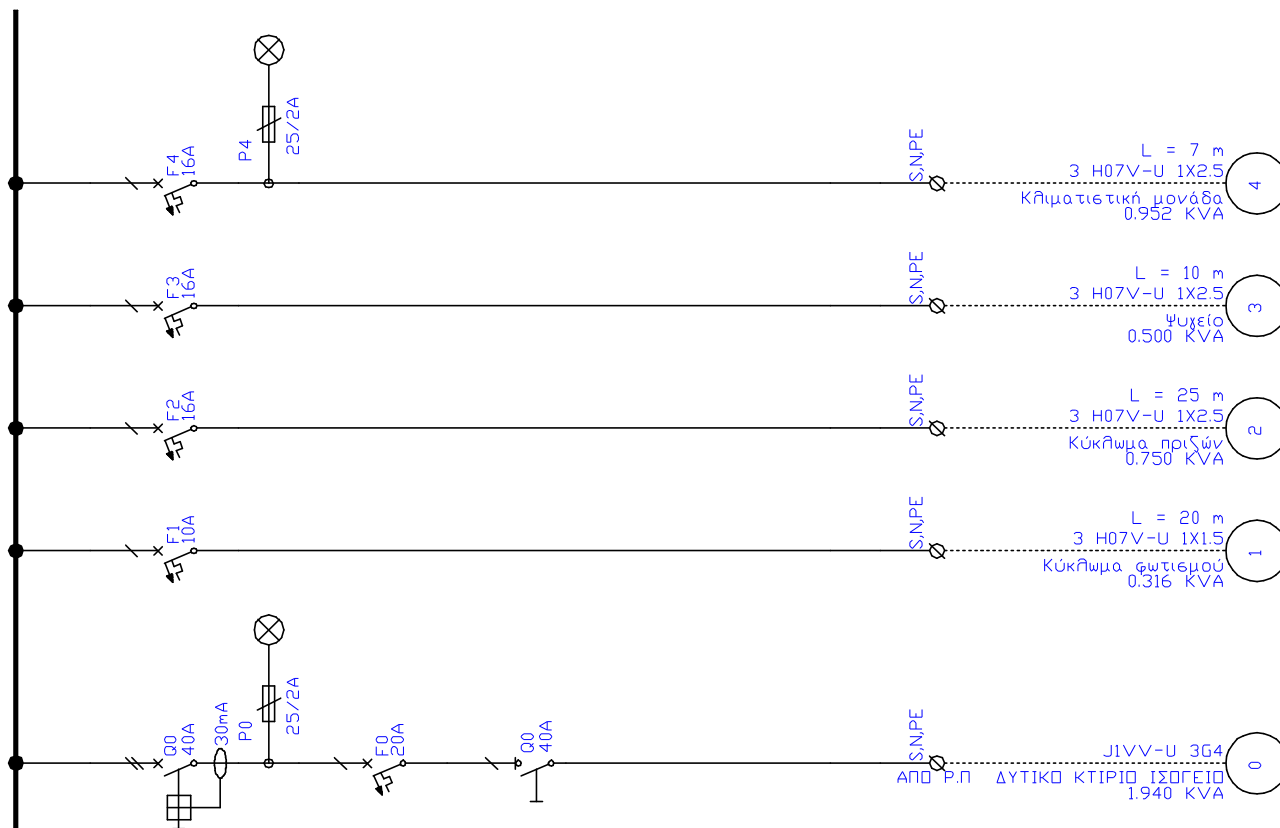 P4
25/2A
F4
16A
S,N,PE
L = 7 m
3 H07V-U 1X2.5
Κλιματιστική μονάδα
0.952 KVA
4
F3
16A
S,N,PE
L = 10 m
3 H07V-U 1X2.5
Ψυγείο
0.500 KVA
3
F2
16A
S,N,PE
L = 25 m
3 H07V-U 1X2.5
Κύκλωμα πριζών
0.750 KVA
2
F1
10A
S,N,PE
L = 20 m
3 H07V-U 1X1.5
Κύκλωμα φωτισμού
0.316 KVA
1
Q0
40A
30mA
P0
25/2A
F0
20A
Q0
40A
S,N,PE
J1VV-U 3G4
ΑΠΟ Ρ.Π ΔΥΤΙΚΟ ΚΤΙΡΙΟ ΙΣΟΓΕΙΟ
1.940 KVA
0